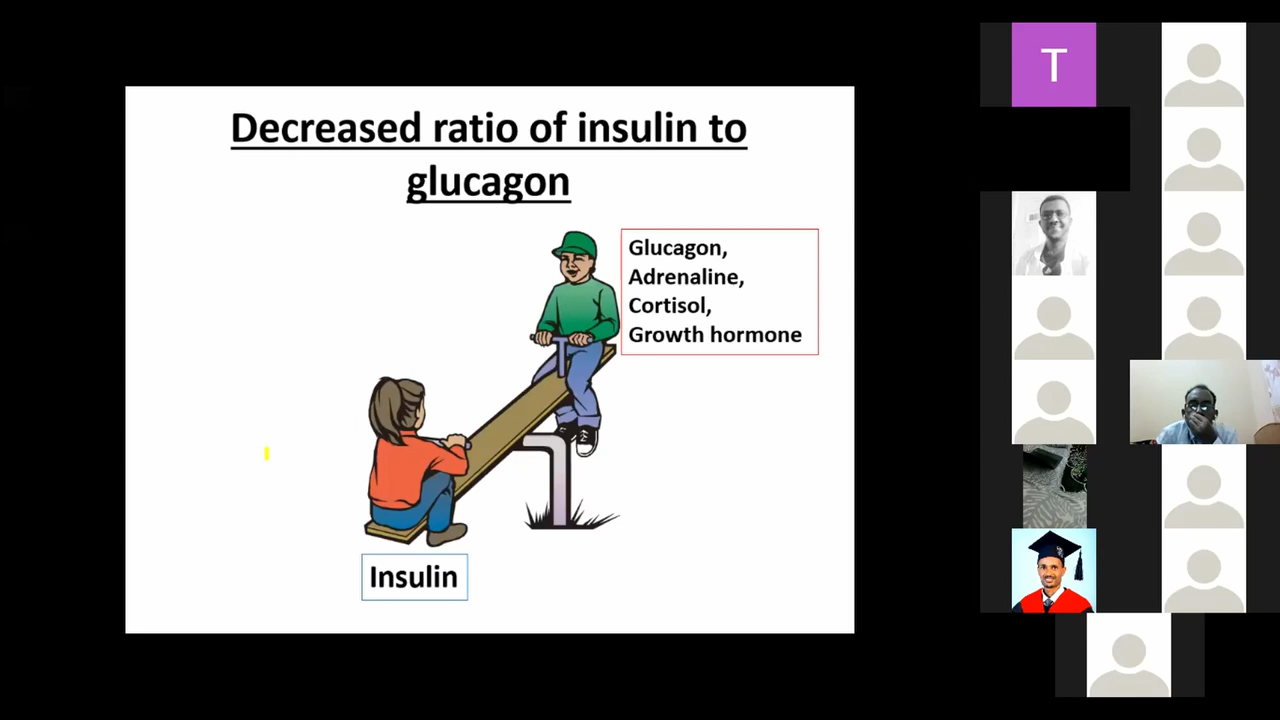 Decreased ratio of insulin to
glucagon
Glucagon,
Adrenaline,
Cortisol,
Growth hormone
Insulin
T